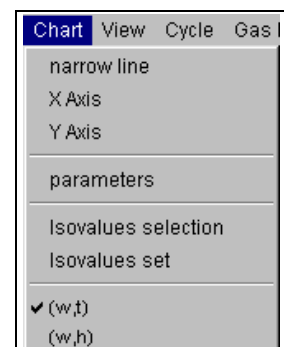 Chart View Cycle Gas
narrow line
X Axis
Y Axis
parameters
Isovalues selection
Isovalues set
✔ (w,t)
(w,h)